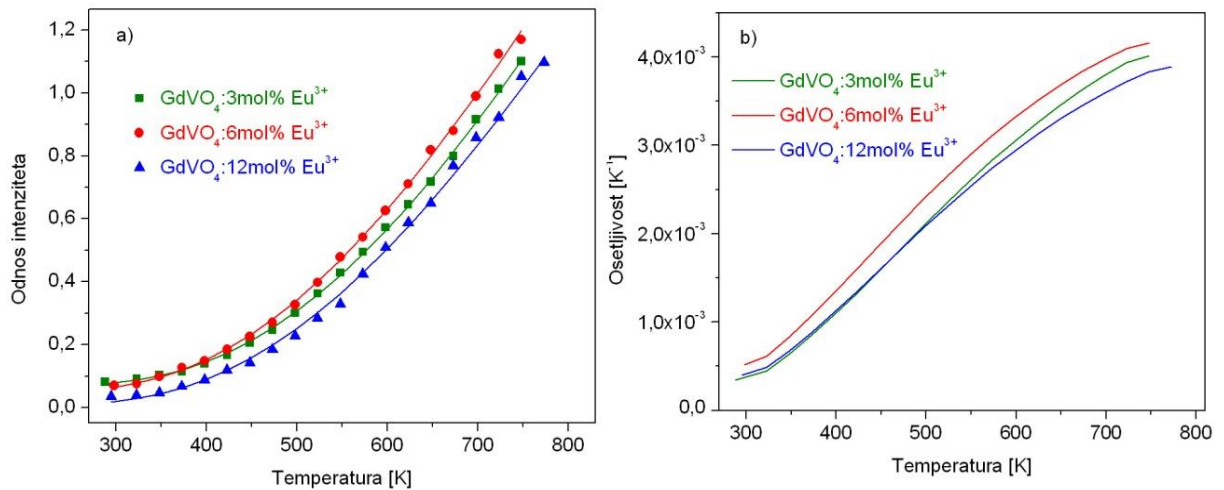 a)
GdVO₄:3mol% Eu³⁺
GdVO₄:6mol% Eu³⁺
GdVO₄:12mol% Eu³⁺
Odnos intenziteta
1,2
1,0
0,8
0,6
0,4
0,2
0,0
300 400 500 600 700 800
Temperatura [K]
b)
GdVO₄:3mol% Eu³⁺
GdVO₄:6mol% Eu³⁺
GdVO₄:12mol% Eu³⁺
Osetljivost [K⁻¹]
4,0x10⁻³
3,0x10⁻³
2,0x10⁻³
1,0x10⁻³
0,0
300 400 500 600 700 800
Temperatura [K]